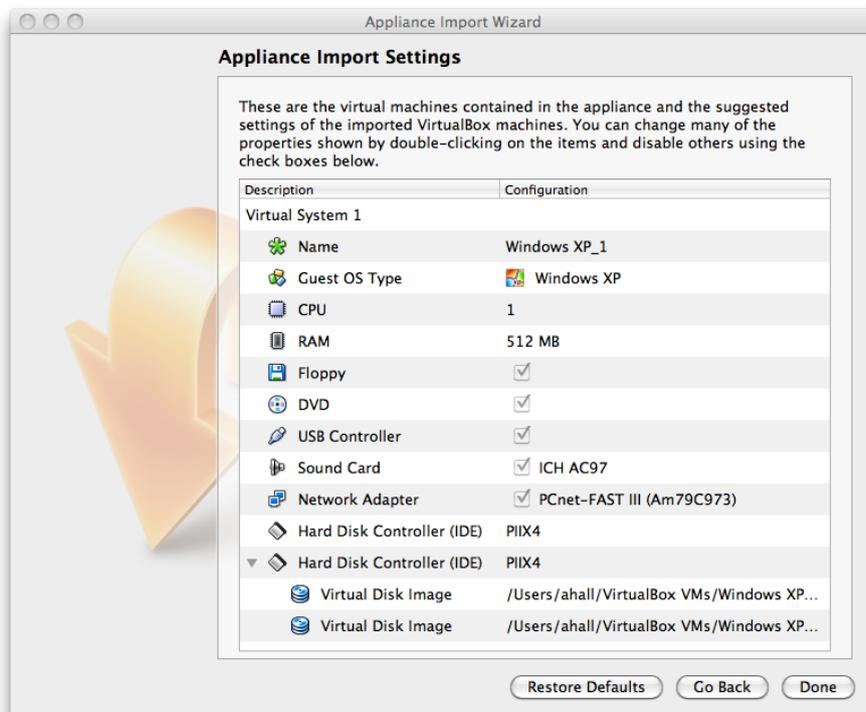 Appliance Import Wizard
Appliance Import Settings
These are the virtual machines contained in the appliance and the suggested
settings of the imported VirtualBox machines. You can change many of the
properties shown by double-clicking on the items and disable others using the
check boxes below.
Description Configuration
Virtual System 1
Name Windows XP_1
Guest OS Type Windows XP
CPU 1
RAM 512 MB
Floppy
DVD
USB Controller
Sound Card ICH AC97
Network Adapter PCnet-FAST III (Am79C973)
Hard Disk Controller (IDE) PIIX4
Hard Disk Controller (IDE) PIIX4
Virtual Disk Image /Users/ahall/VirtualBox VMs/Windows XP...
Virtual Disk Image /Users/ahall/VirtualBox VMs/Windows XP...
Restore Defaults Go Back Done